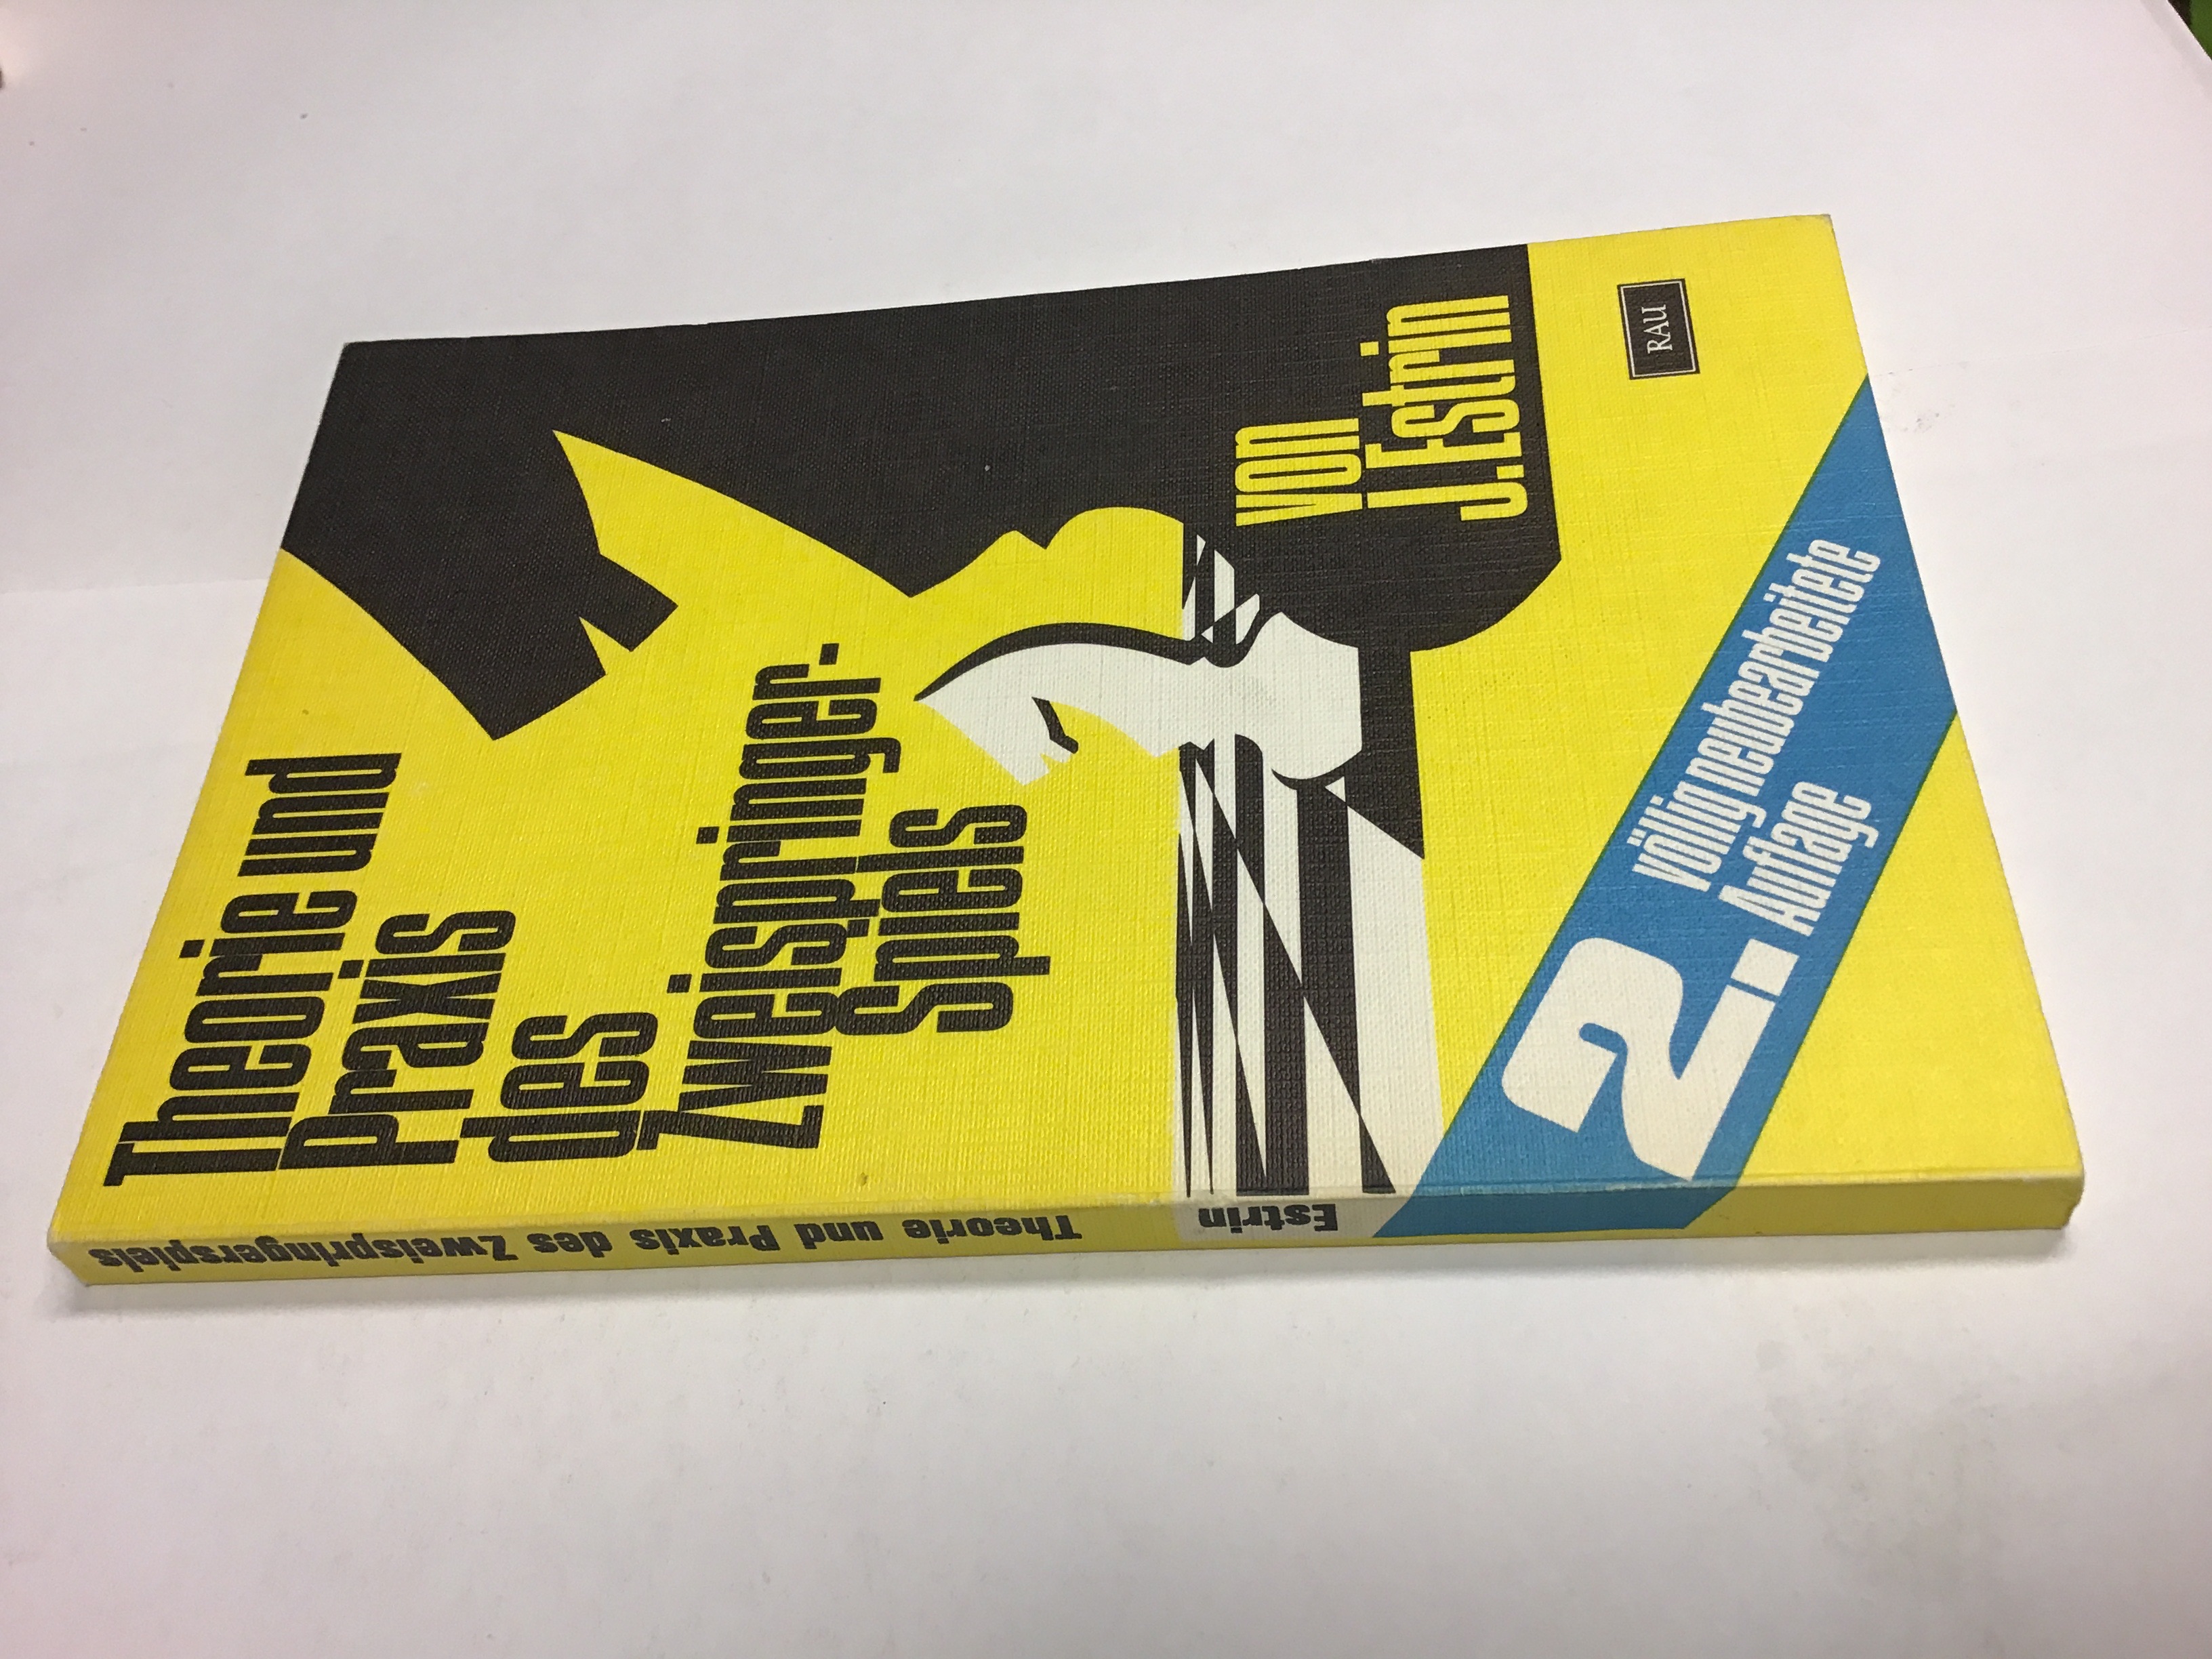 Theorie und
Praxis
des
Zweispringer-
Spiels
von
J. Estrin
RAU
2. völlig neubearbeitete
Auflage
Estrin
Theorie und Praxis des Zweispringerspiels